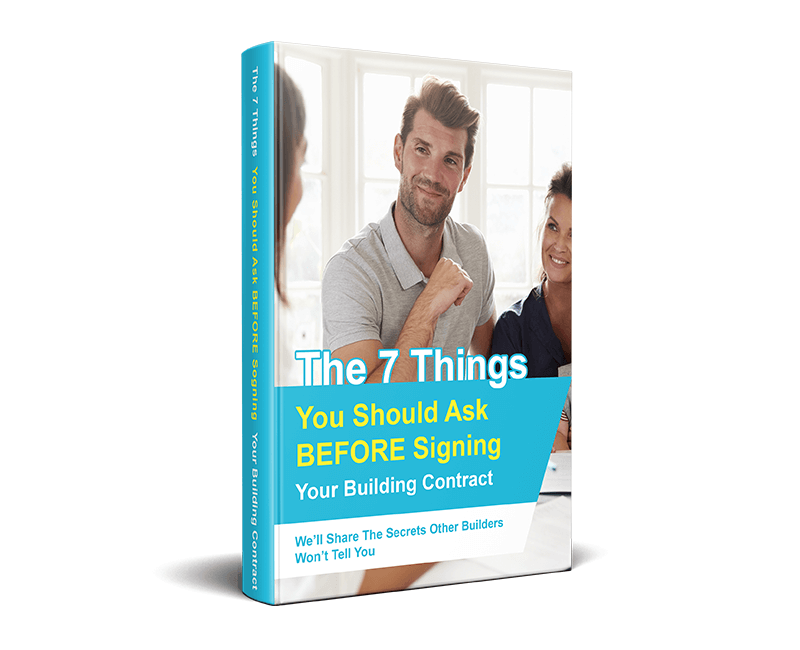 The 7 Things You Should Ask BEFORE Sogning Your Building Contract
The 7 Things
You Should Ask
BEFORE Signing
Your Building Contract
We'll Share The Secrets Other Builders
Won't Tell You